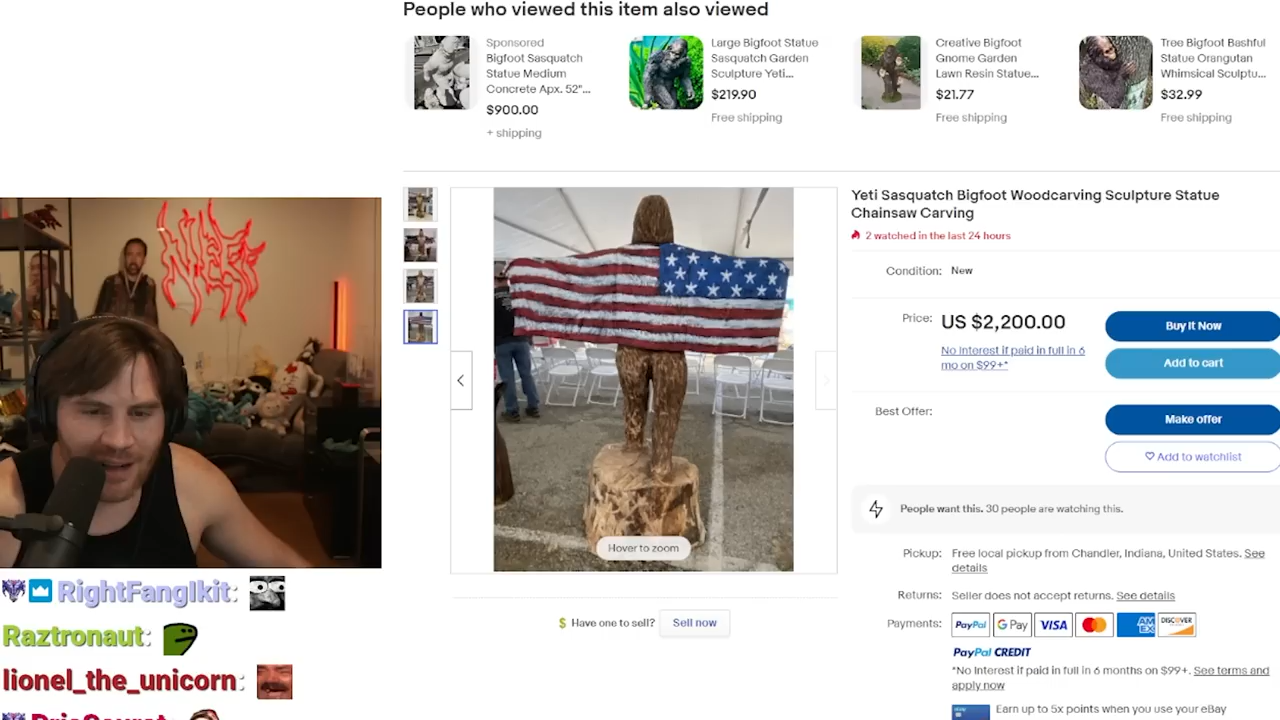 People who viewed this item also viewed
Sponsored
Bigfoot Sasquatch
Statue Medium
Concrete Apx. 52"...
$900.00
+ shipping
Large Bigfoot Statue
Sasquatch Garden
Sculpture Yeti...
$219.90
Free shipping
Creative Bigfoot
Gnome Garden
Lawn Resin Statue...
$21.77
Free shipping
Tree Bigfoot Bashful
Statue Orangutan
Whimsical Sculptu...
$32.99
Free shipping
Yeti Sasquatch Bigfoot Woodcarving Sculpture Statue
Chainsaw Carving
2 watched in the last 24 hours
Condition: New
Price: US $2,200.00
Buy It Now
No Interest if paid in full in 6
mo on $99+*
Add to cart
Best Offer:
Make offer
Add to watchlist
People want this. 30 people are watching this.
Pickup: Free local pickup from Chandler, Indiana, United States. See
details
Returns: Seller does not accept returns. See details
Payments: PayPal G Pay VISA AM EX DISCOVER
PayPal CREDIT
*No Interest if paid in full in 6 months on $99+. See terms and
apply now
Earn up to 5x points when you use your eBay
Hover to zoom
$ Have one to sell? Sell now
RightFangIkit:
Raztronaut:
lionel_the_unicorn: